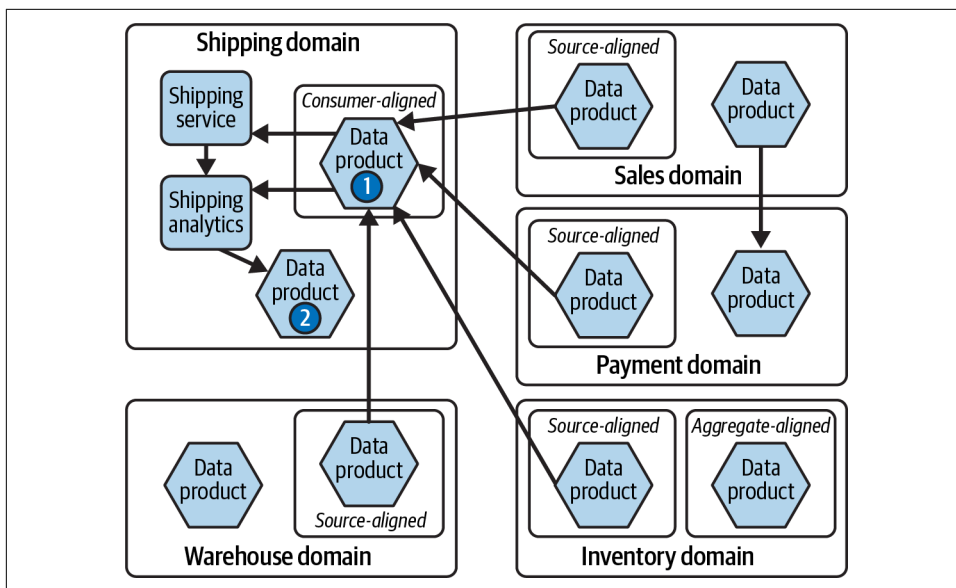 Shipping domain
Shipping
service
Consumer-aligned
Data
product
1
Shipping
analytics
Data
product
2
Source-aligned
Data
product
Data
product
Sales domain
Source-aligned
Data
product
Data
product
Payment domain
Data
product
Data
product
Source-aligned
Warehouse domain
Source-aligned
Data
product
Aggregate-aligned
Data
product
Inventory domain